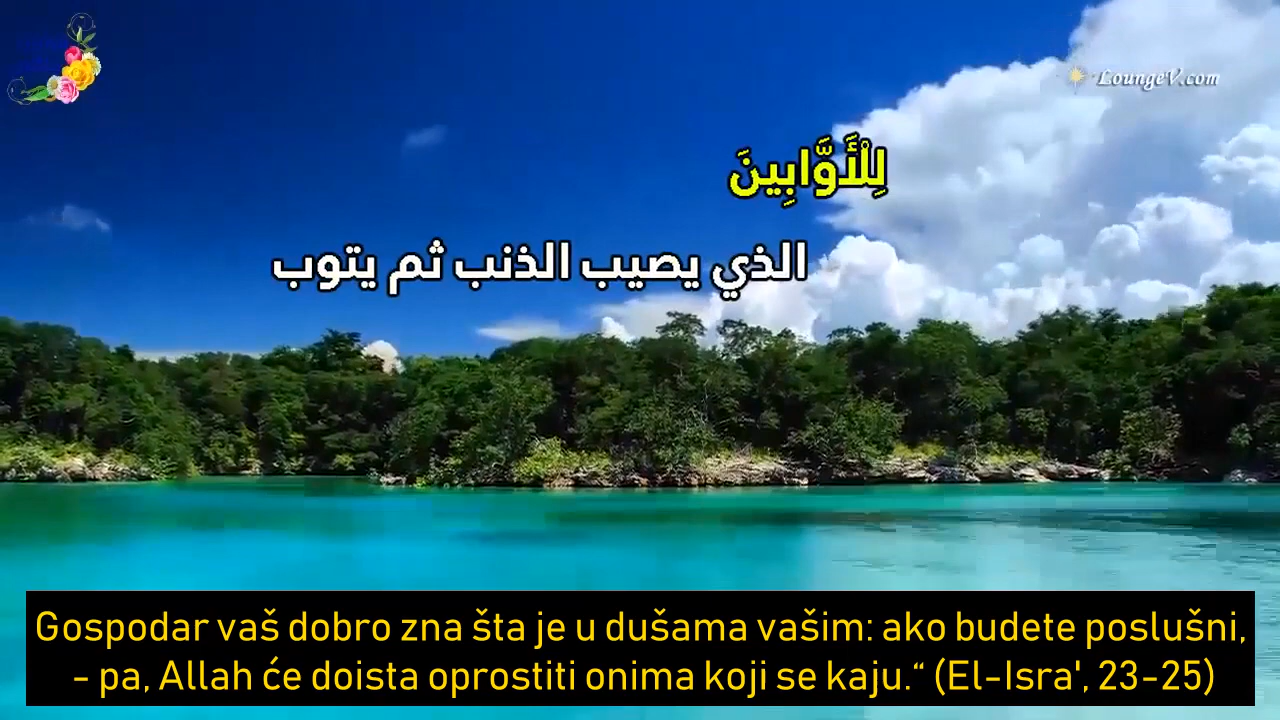 LoungeV.com
لِلْأَوَّابِينَ
الذي يصيب الذنب ثم يتوب
Gospodar vaš dobro zna šta je u dušama vašim: ako budete poslušni,
- pa, Allah će doista oprostiti onima koji se kaju.“ (El-Isra', 23-25)